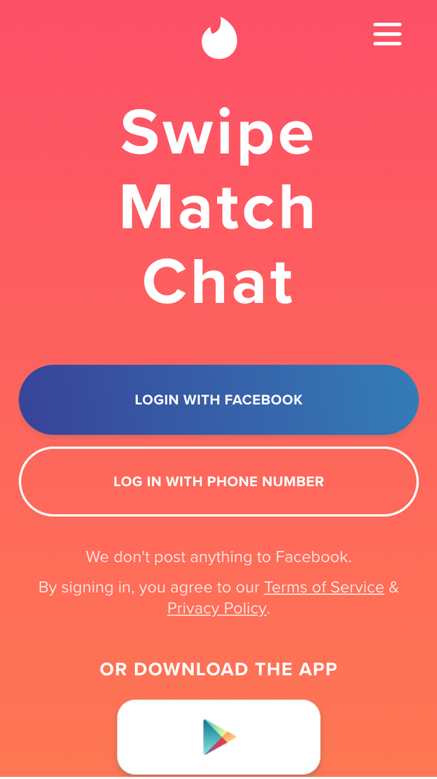 Swipe
Match
Chat
LOGIN WITH FACEBOOK
LOG IN WITH PHONE NUMBER
We don't post anything to Facebook.
By signing in, you agree to our Terms of Service &
Privacy Policy.
OR DOWNLOAD THE APP